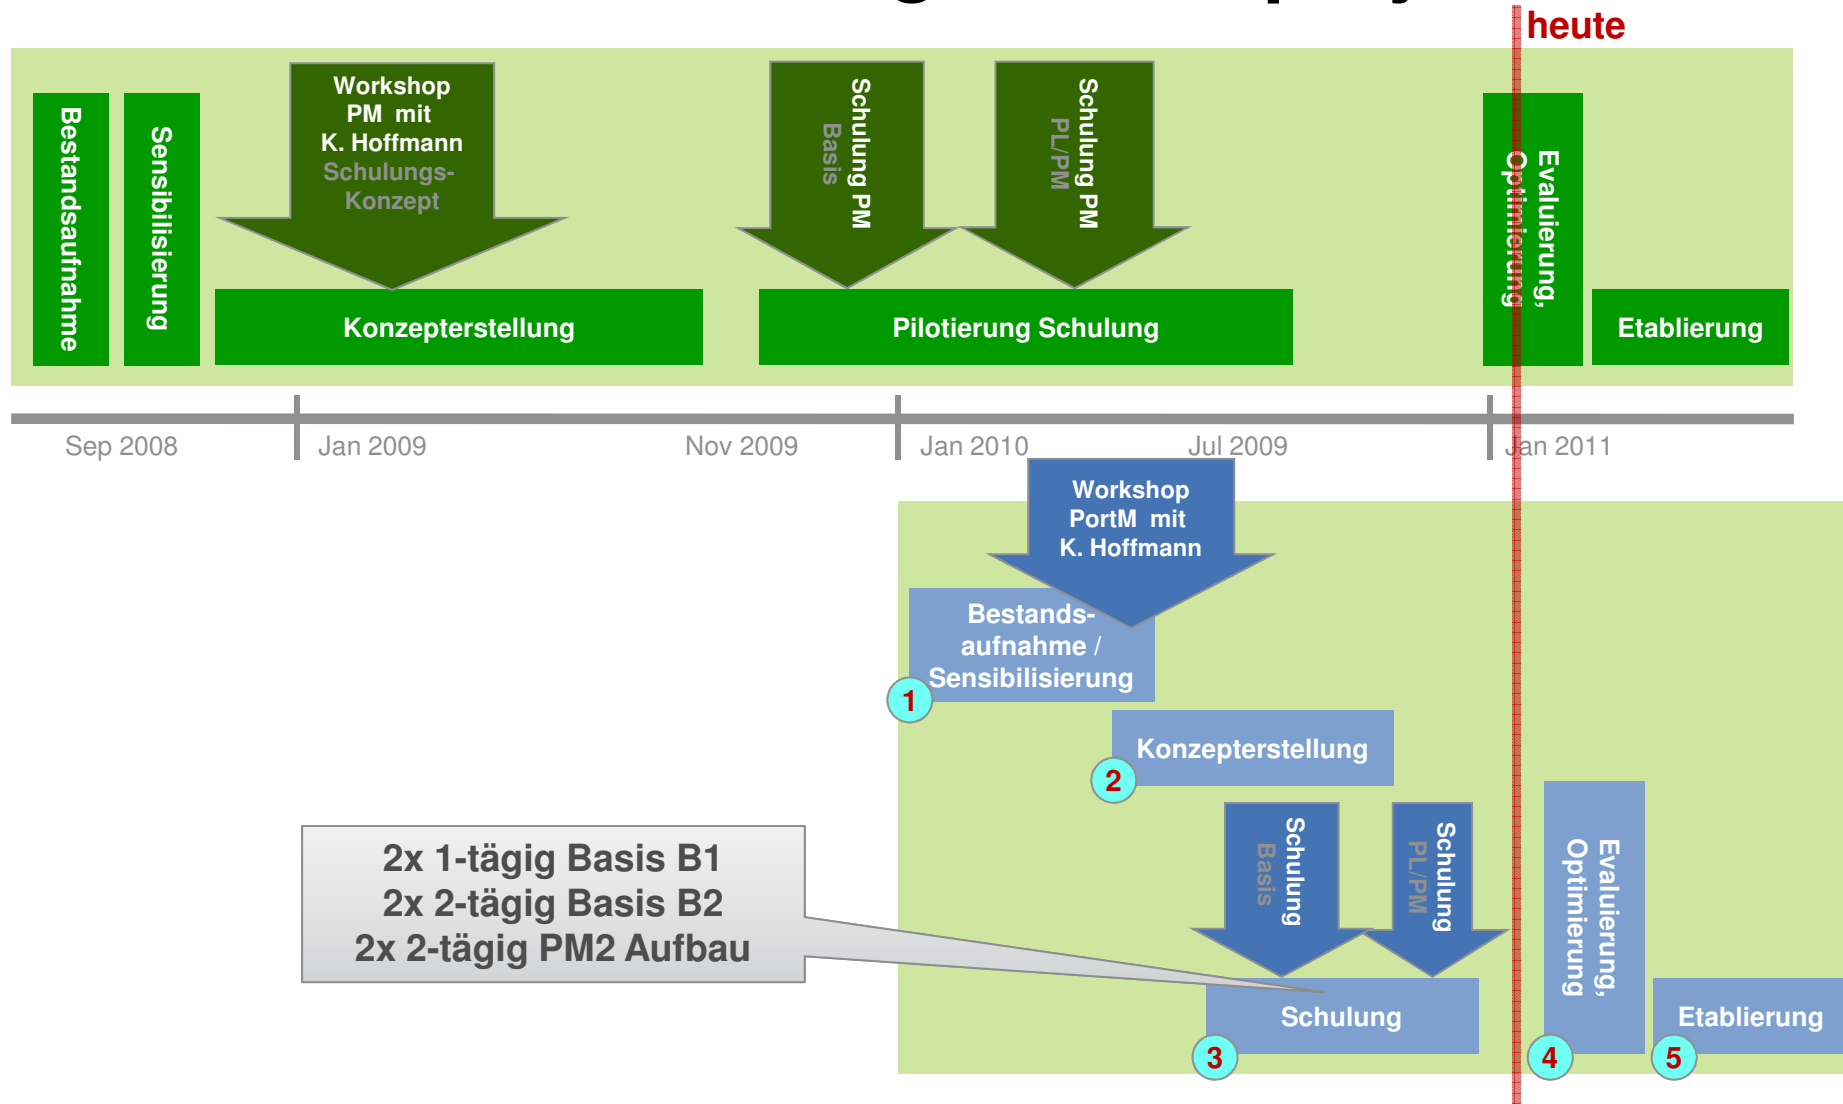 heute
Bestandsaufnahme
Sensibilisierung
Workshop
PM mit
K. Hoffmann
Schulungs-
Konzept
Schulung PM
Basis
Schulung PM
PL/PM
Evaluierung,
Optimierung
Konzepterstellung
Pilotierung Schulung
Etablierung
Sep 2008
Jan 2009
Nov 2009
Jan 2010
Jul 2009
Jan 2011
Workshop
PortM mit
K. Hoffmann
Bestands-
aufnahme /
Sensibilisierung
1
Konzepterstellung
2
2x 1-tägig Basis B1
2x 2-tägig Basis B2
2x 2-tägig PM2 Aufbau
Schulung
Basis
Schulung
PL/PM
Evaluierung,
Optimierung
Schulung
Etablierung
3
4
5